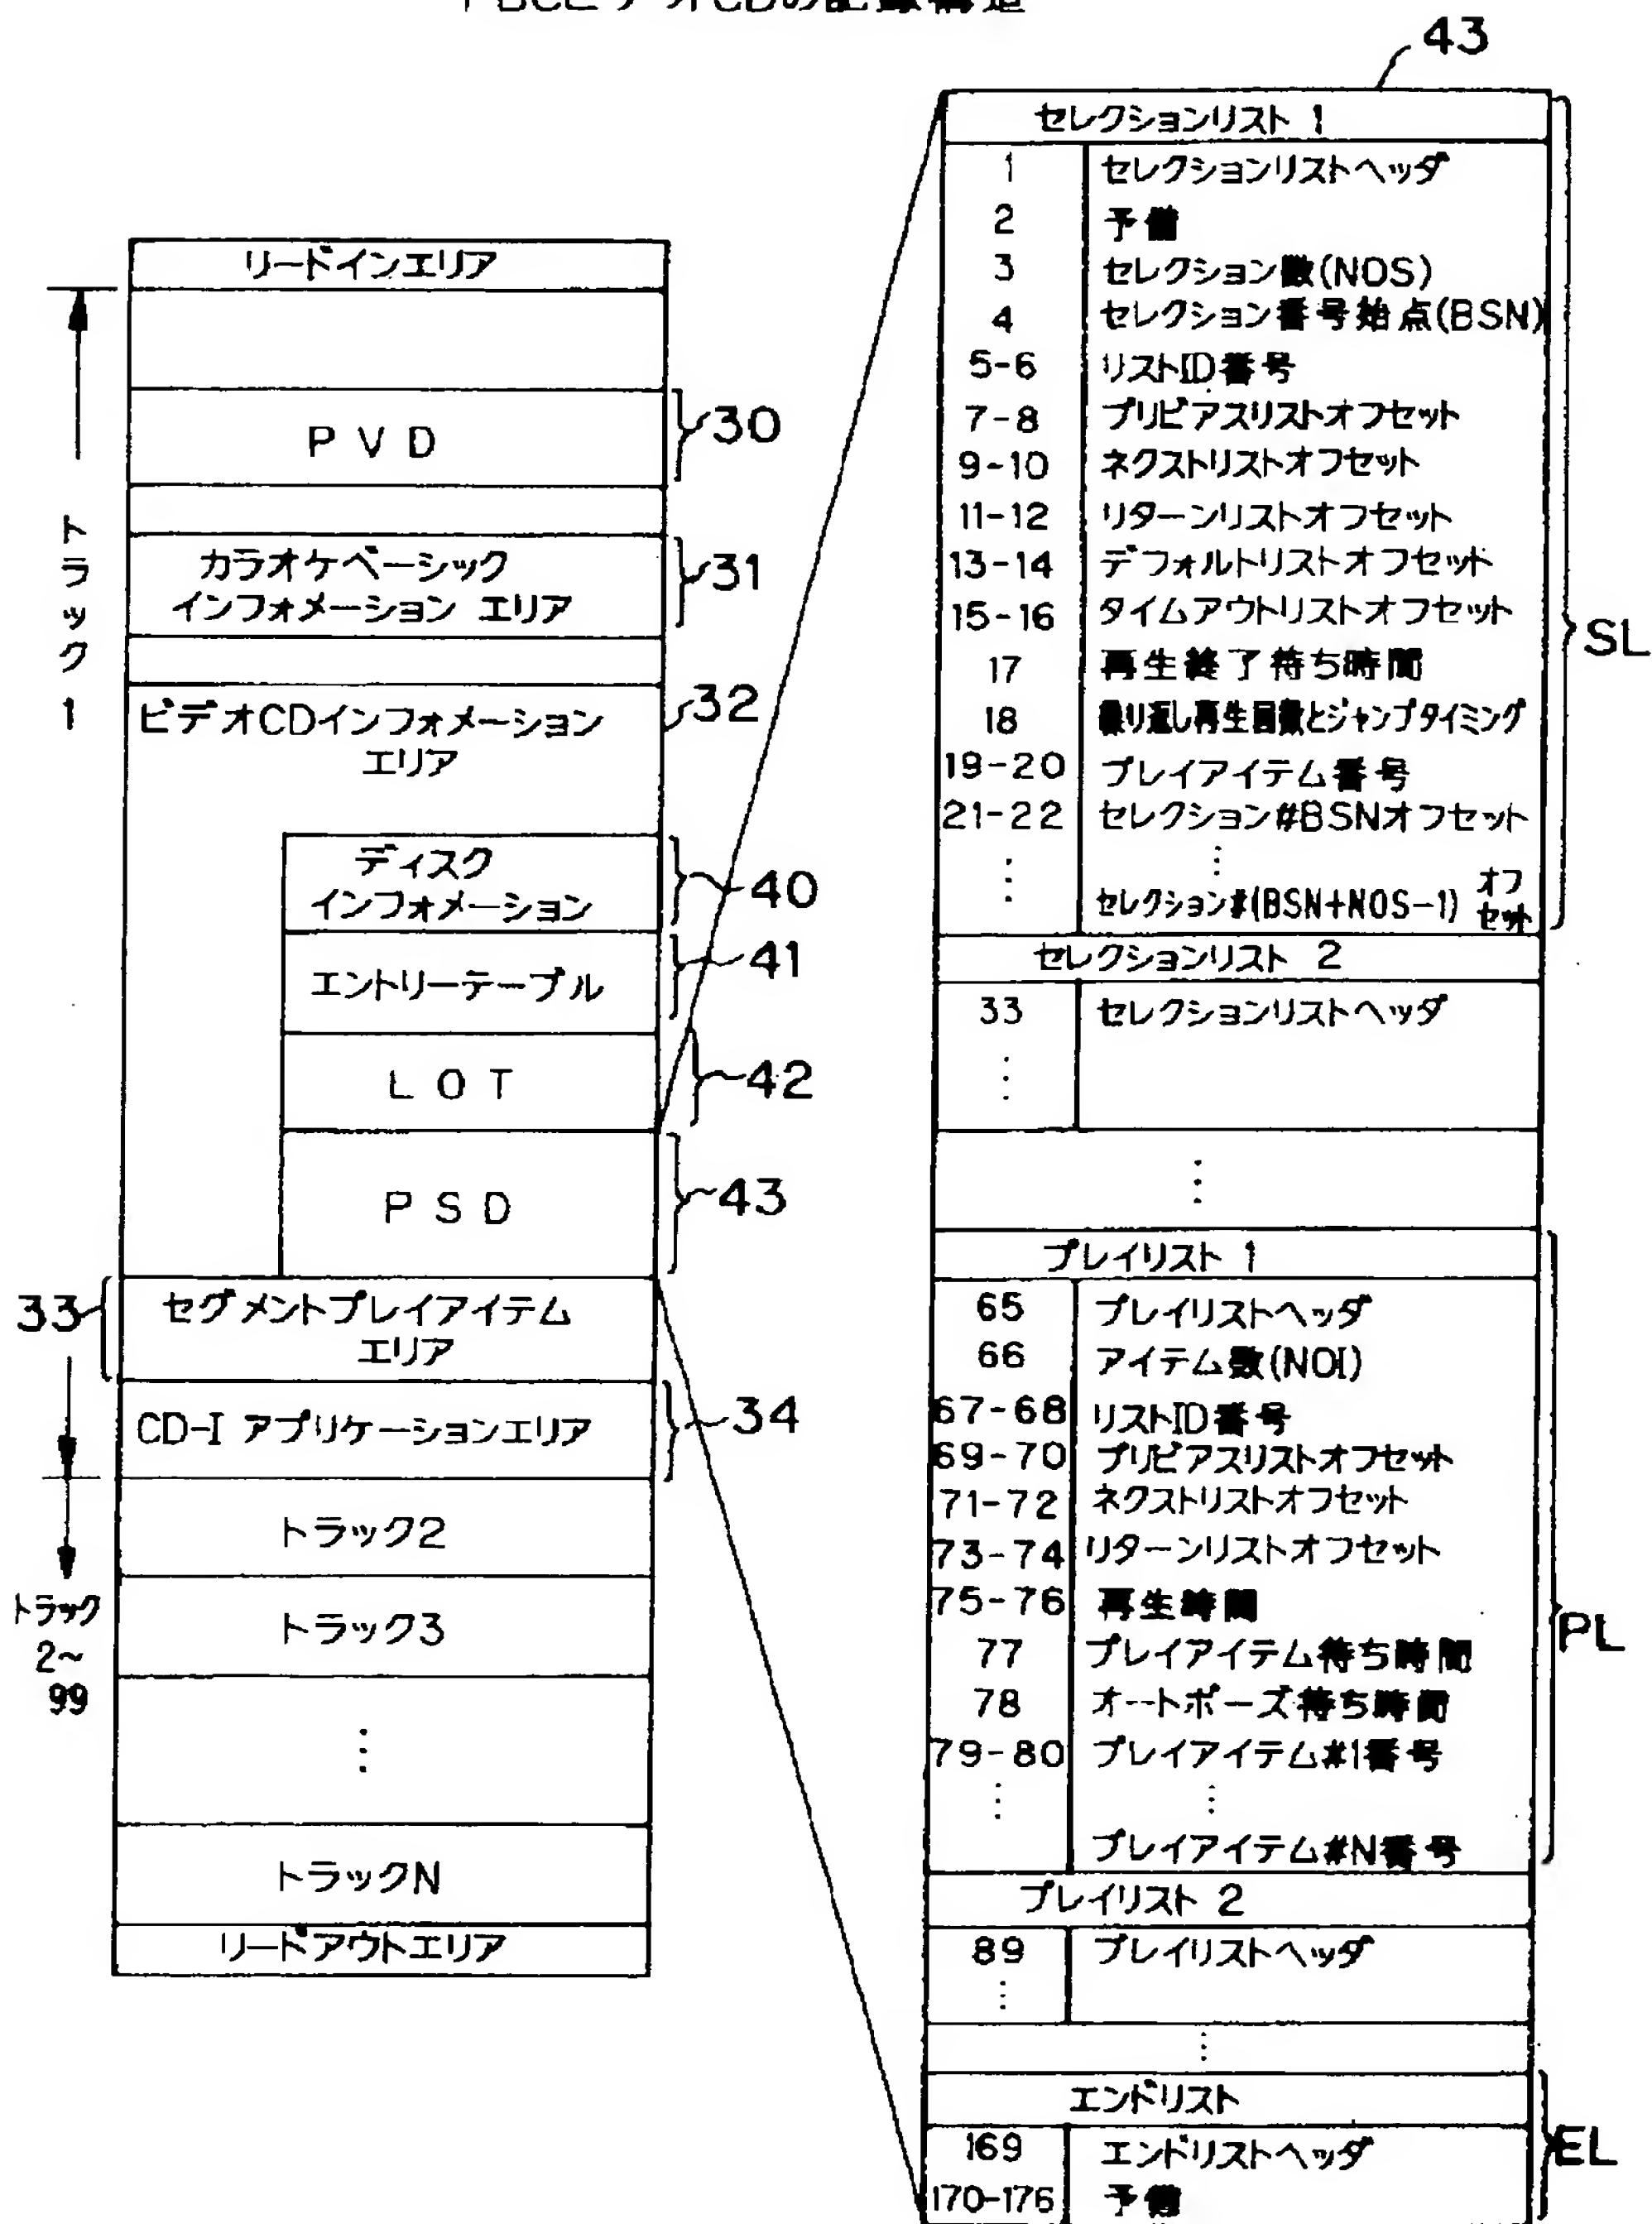 PBCビデオCDの記録構造
リードインエリア
PVD
30
カラオケベーシック
インフォメーション エリア
31
ビデオCDインフォメーション
エリア
32
ディスク
インフォメーション
40
エントリーテーブル
41
LOT
42
PSD
43
セグメントプレイアイテム
エリア
33
CD-I アプリケーションエリア
34
トラック2
トラック3
⋮
トラックN
リードアウトエリア
トラック1
トラック
2~
99
43
セレクションリスト 1
1 セレクションリストヘッダ
2 予備
3 セレクション数(NOS)
4 セレクション番号始点(BSN)
5-6 リストID番号
7-8 プリビアスリストオフセット
9-10 ネクストリストオフセット
11-12 リターンリストオフセット
13-14 デフォルトリストオフセット
15-16 タイムアウトリストオフセット
17 再生終了待ち時間
18 繰り返し再生回数とジャンプタイミング
19-20 プレイアイテム番号
21-22 セレクション#BSNオフセット
⋮ ⋮
セレクション#(BSN+NOS-1) オフセット
SL
セレクションリスト 2
33 セレクションリストヘッダ
⋮
⋮
プレイリスト 1
65 プレイリストヘッダ
66 アイテム数(NOI)
67-68 リストID番号
69-70 プリビアスリストオフセット
71-72 ネクストリストオフセット
73-74 リターンリストオフセット
75-76 再生時間
77 プレイアイテム待ち時間
78 オートポーズ待ち時間
79-80 プレイアイテム#1番号
⋮ ⋮
プレイアイテム#N番号
PL
プレイリスト 2
89 プレイリストヘッダ
⋮
⋮
エンドリスト
169 エンドリストヘッダ
170-176 予備
EL